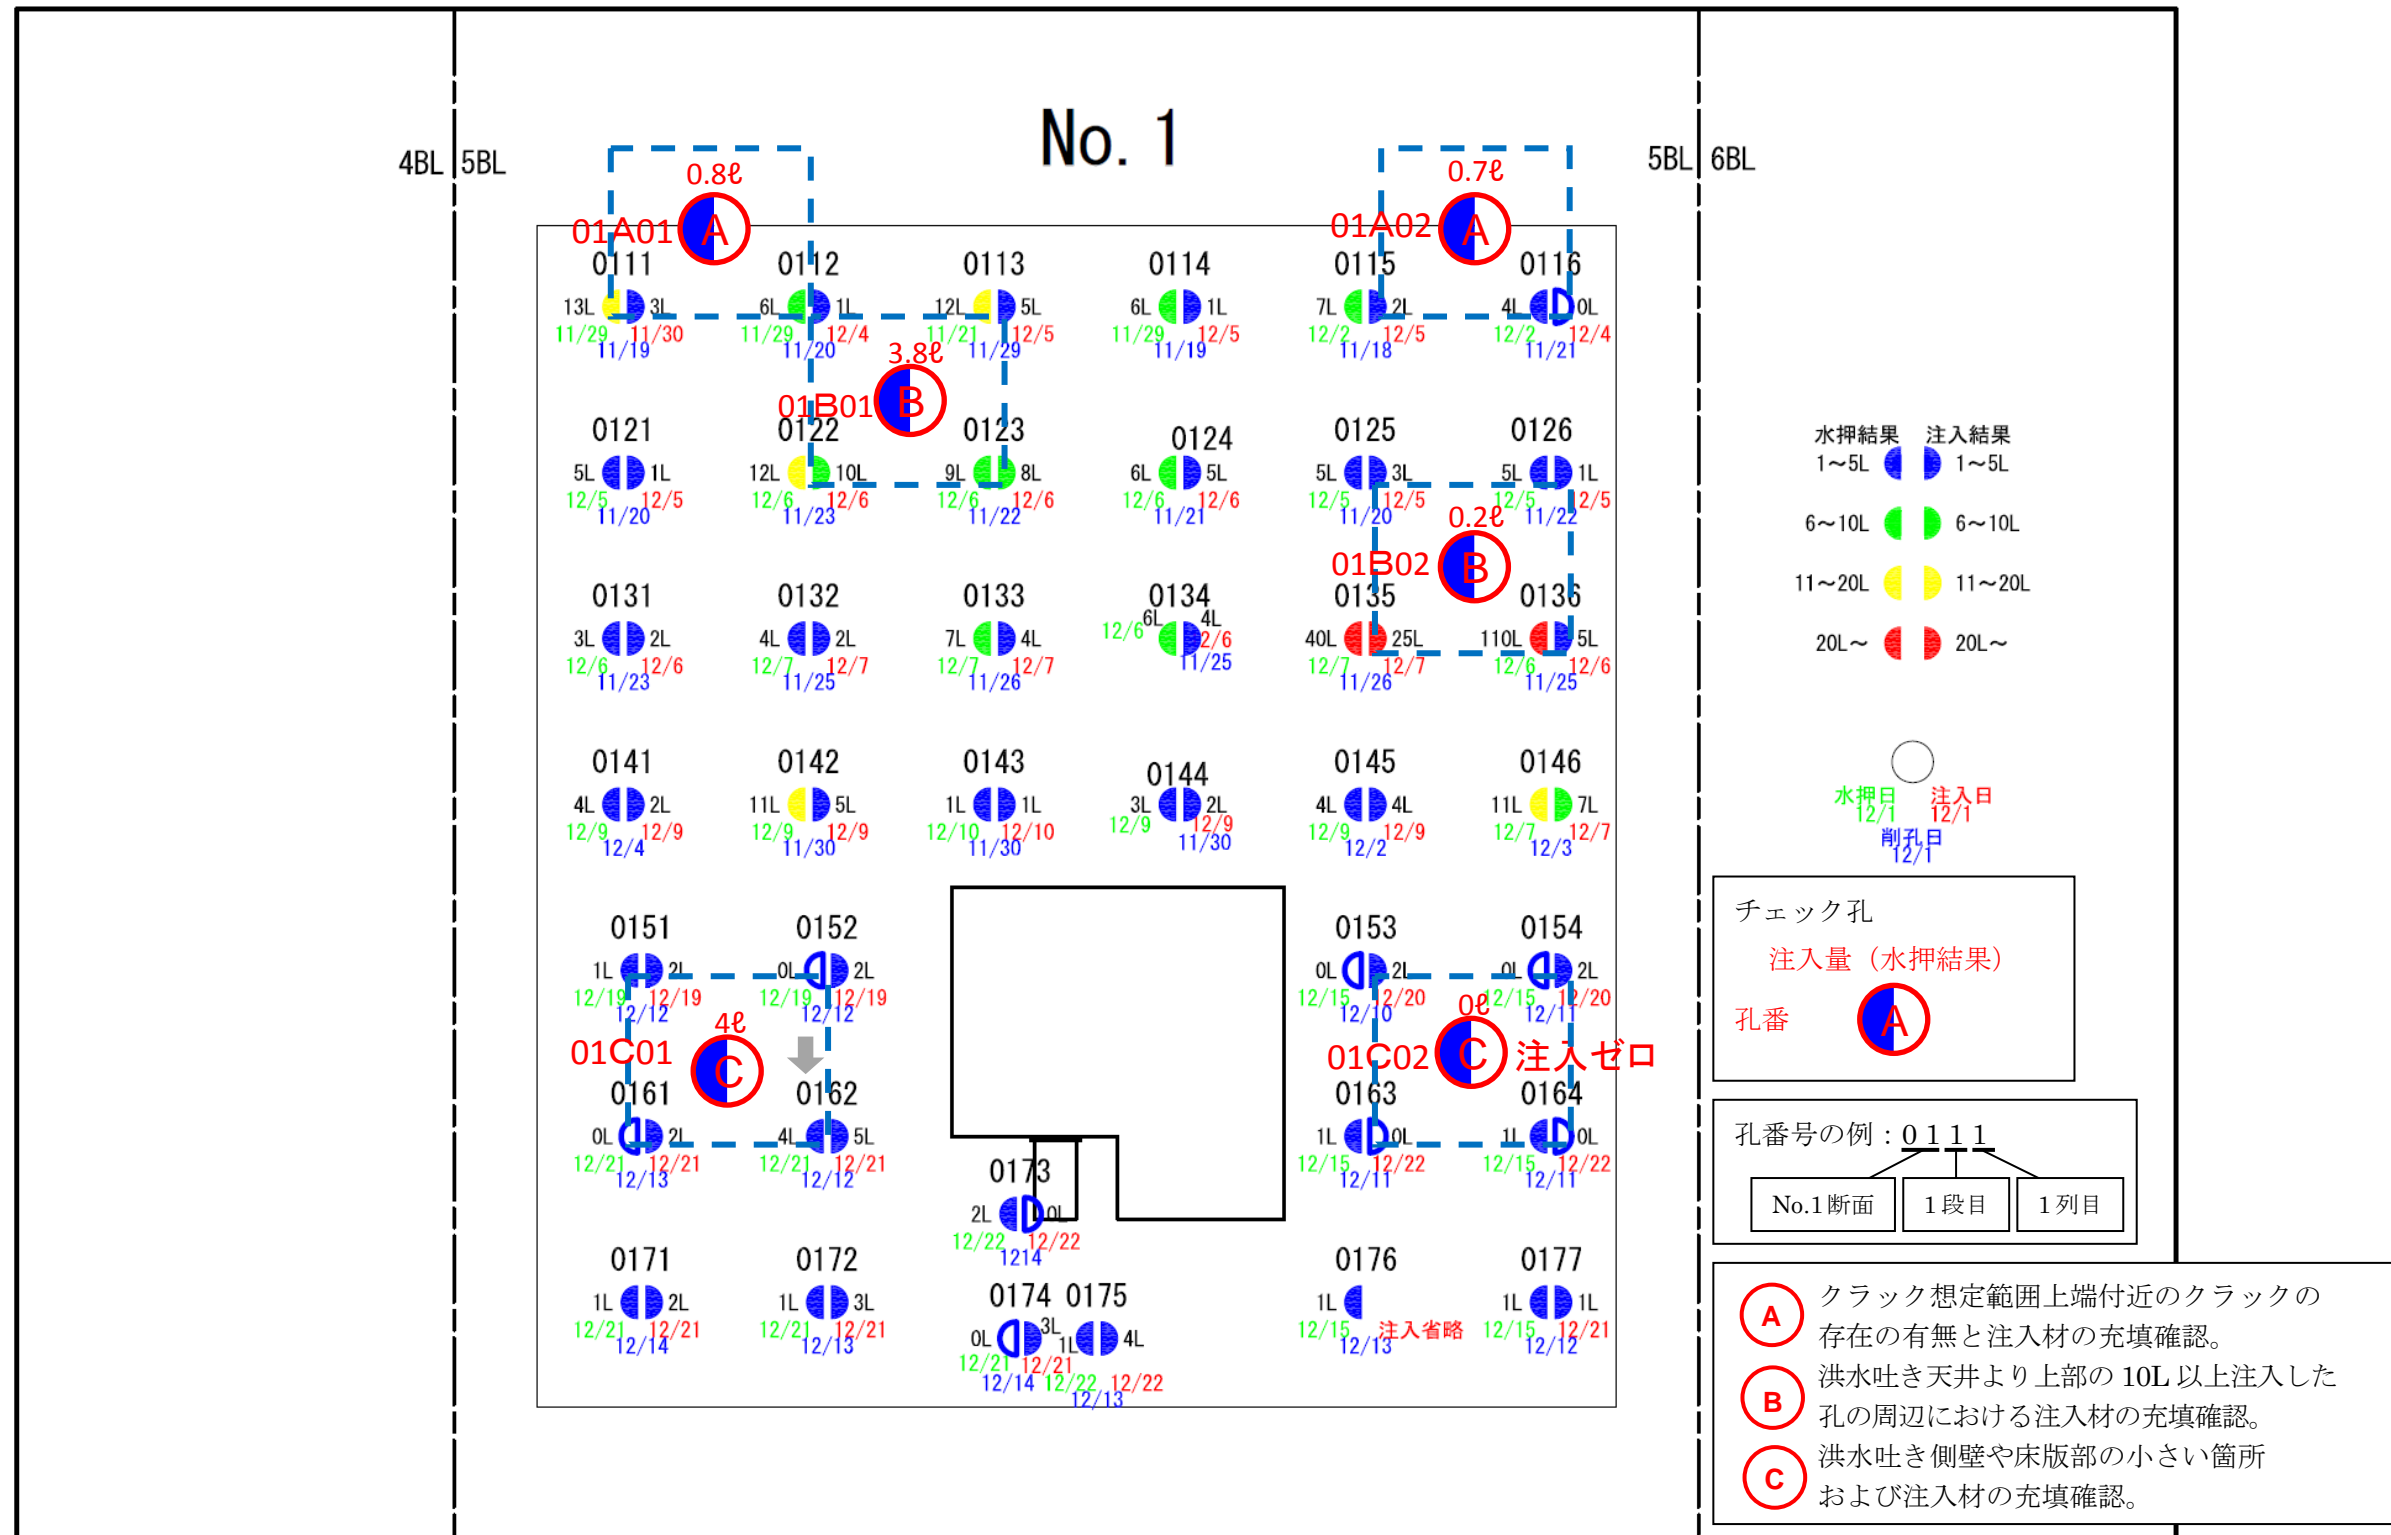 No. 1
4BL 5BL
5BL 6BL
0.8ℓ
01A01 A
0.7ℓ
01A02 A
0111 0112 0113 0114 0115 0116
13L 3L 6L 1L 12L 5L 6L 1L 7L 2L 4L 0L
11/29 11/30 11/29 12/4 11/21 12/5 11/29 12/5 12/2 12/5 12/2 12/4
11/19 11/20 11/29 11/19 11/18 11/21
3.8ℓ
01B01 B
0121 0122 0123 0124 0125 0126
5L 1L 12L 10L 9L 8L 6L 5L 5L 3L 5L 1L
12/5 12/5 12/6 12/6 12/6 12/6 12/6 12/6 12/5 12/5 12/5 12/5
11/20 11/23 11/22 11/21 11/20 11/22
0.2ℓ
01B02 B
0131 0132 0133 0134 0135 0136
3L 2L 4L 2L 7L 4L 6L 4L 40L 25L 110L 5L
12/6 12/6 12/7 12/7 12/7 12/7 12/6 2/6 12/7 12/7 12/6 12/6
11/23 11/25 11/26 11/25 11/26 11/25
0141 0142 0143 0144 0145 0146
4L 2L 11L 5L 1L 1L 3L 2L 4L 4L 11L 7L
12/9 12/9 12/9 12/9 12/10 12/10 12/9 12/9 12/9 12/9 12/7 12/7
12/4 11/30 11/30 11/30 12/2 12/3
0151 0152 0153 0154
1L 2L 0L 2L 0L 2L 0L 2L
12/19 12/19 12/19 12/19 12/15 12/20 12/15 12/20
12/12 12/12 12/10 12/11
4ℓ
01C01 C
0ℓ
01C02 C 注入ゼロ
0161 0162 0163 0164
0L 2L 4L 5L 1L 0L 1L 0L
12/21 12/21 12/21 12/21 12/15 12/22 12/15 12/22
12/13 12/12 12/11 12/11
0173
2L 0L
12/22 12/22
1214
0171 0172 0176 0177
1L 2L 1L 3L 1L 1L 1L
12/21 12/21 12/21 12/21 12/15 注入省略 12/15 12/21
12/14 12/13 12/13 12/12
0174 0175
0L 3L 1L 4L
12/21 12/21 12/22 12/22
12/14 12/13
水押結果 注入結果
1～5L 1～5L
6～10L 6～10L
11～20L 11～20L
20L～ 20L～
水押日 注入日
12/1 12/1
削孔日
12/1
チェック孔
注入量（水押結果）
孔番 A
孔番号の例：0 1 1 1
No.1断面 1段目 1列目
A クラック想定範囲上端付近のクラックの
存在の有無と注入材の充填確認。
B 洪水吐き天井より上部の 10L 以上注入した
孔の周辺における注入材の充填確認。
C 洪水吐き側壁や床版部の小さい箇所
および注入材の充填確認。